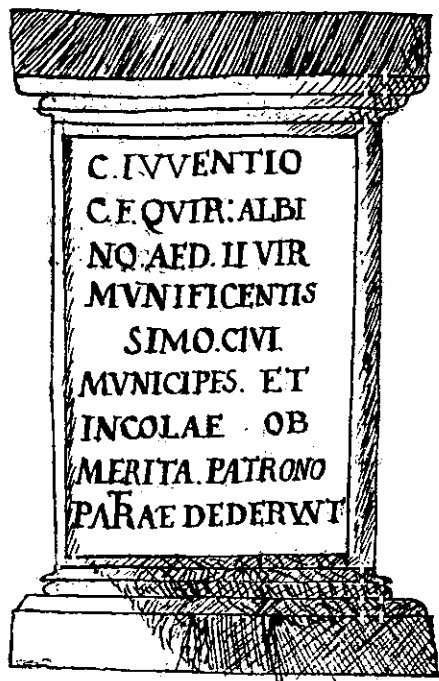 C. IVVENTIO
C. F. QVIR: ALBI
NO. AED. II VIR
MVNIFICENTIS
SIMO. CIVI.
MVNICIPES. ET
INCOLAE OB
MERITA. PATRONO
PATRAE DEDERVNT